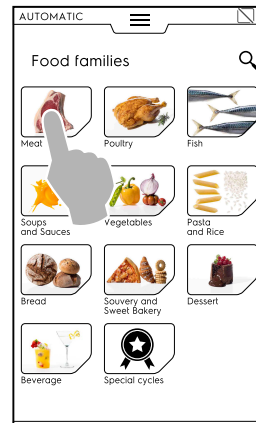 AUTOMATIC
Food families
Meat
Poultry
Fish
Soups
and Sauces
Vegetables
Pasta
and Rice
Bread
Souvery and
Sweet Bakery
Dessert
Beverage
Special cycles